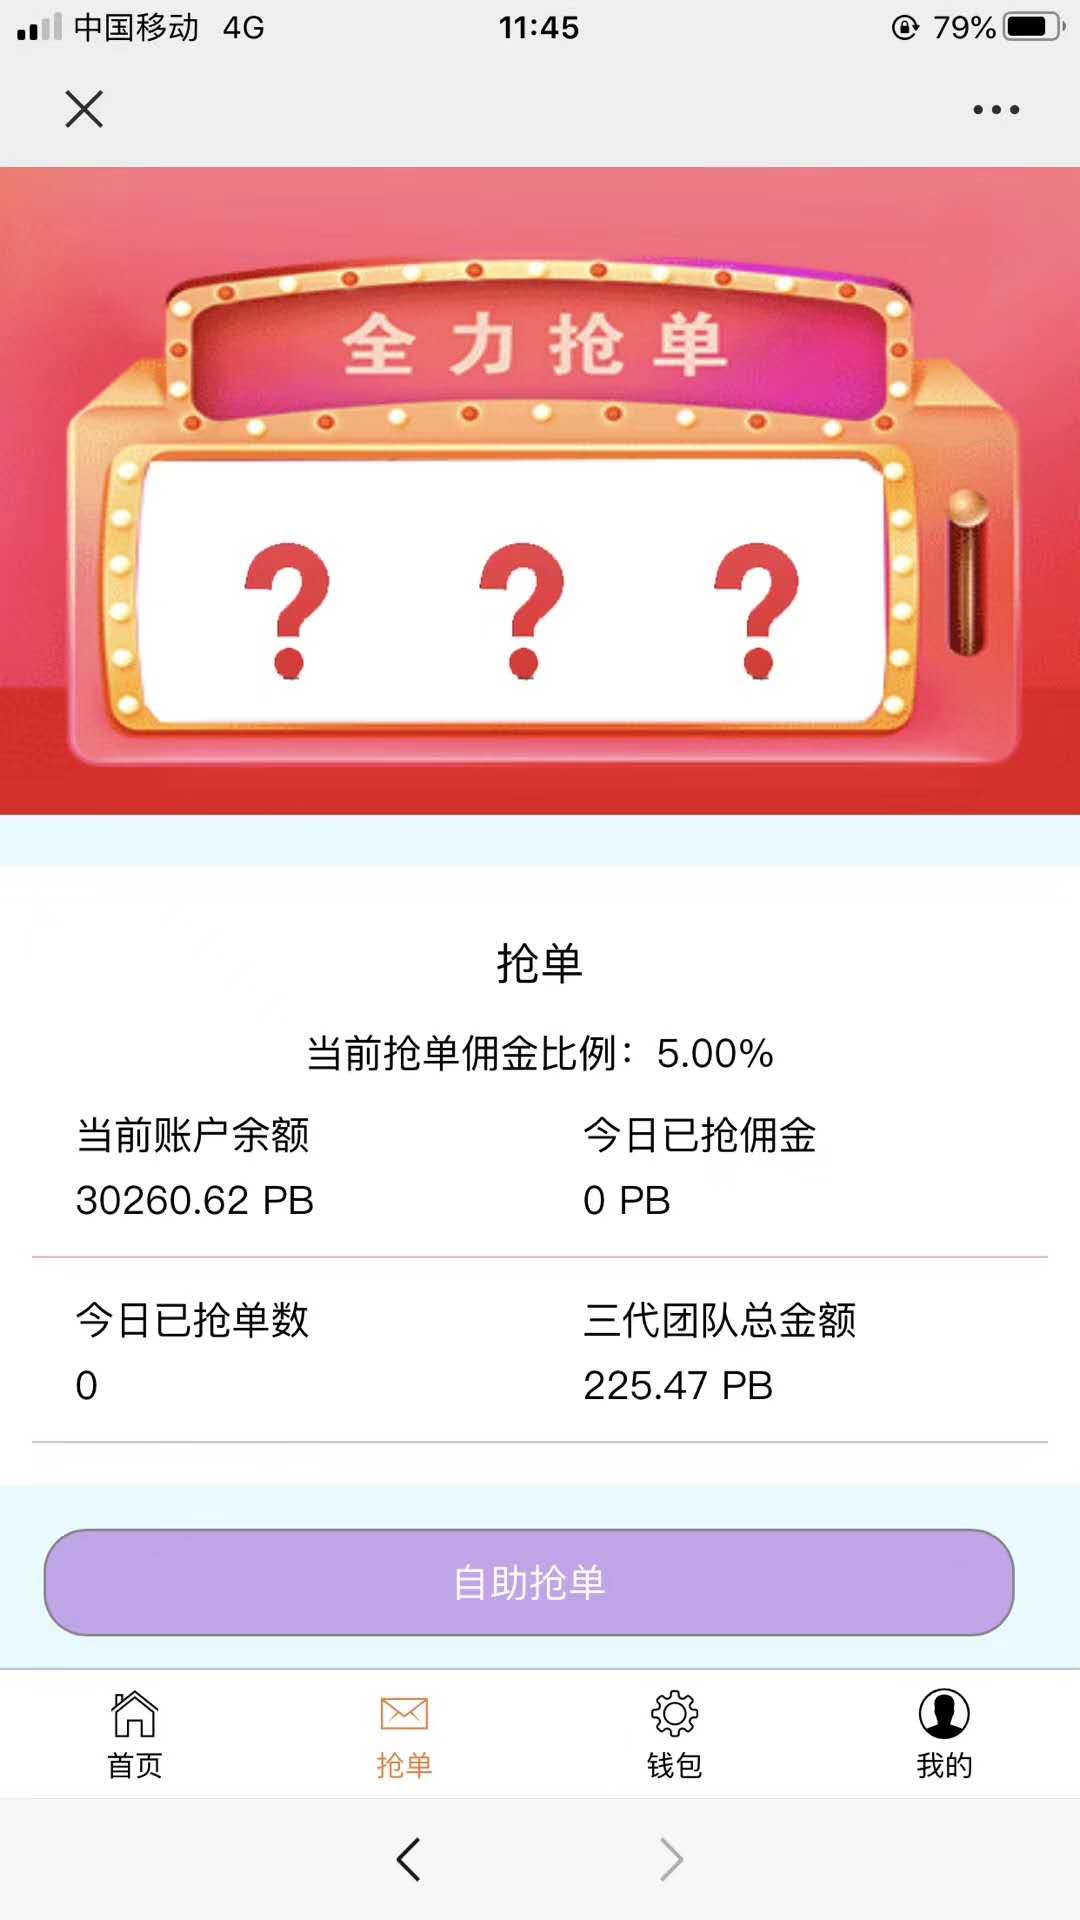 中国移动 4G 11:45 79%
全力抢单
? ? ?
抢单
当前抢单佣金比例：5.00%
当前账户余额 今日已抢佣金
30260.62 PB 0 PB
今日已抢单数 三代团队总金额
0 225.47 PB
自助抢单
首页 抢单 钱包 我的